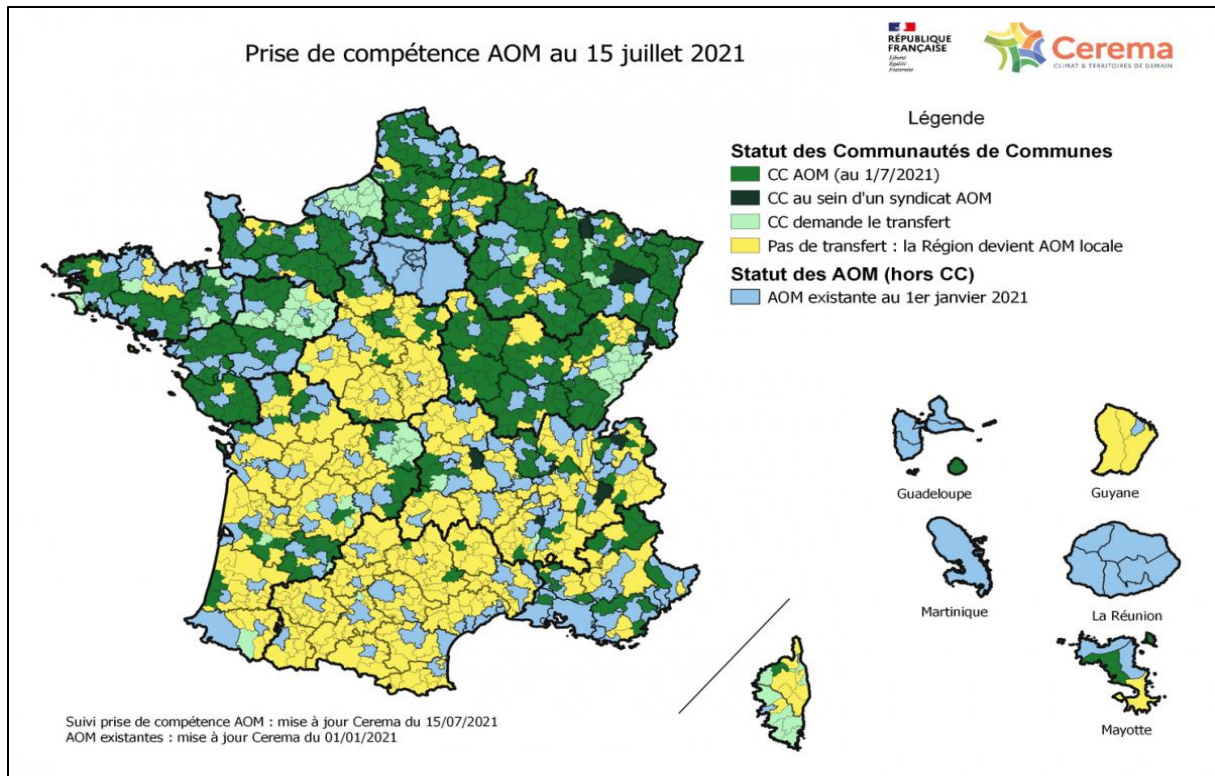 Prise de compétence AOM au 15 juillet 2021
RÉPUBLIQUE
FRANÇAISE
Liberté
Égalité
Fraternité
Cerema
CLIMAT & TERRITOIRES DE DEMAIN
Légende
Statut des Communautés de Communes
CC AOM (au 1/7/2021)
CC au sein d'un syndicat AOM
CC demande le transfert
Pas de transfert : la Région devient AOM locale
Statut des AOM (hors CC)
AOM existante au 1er janvier 2021
Guadeloupe
Guyane
Martinique
La Réunion
Mayotte
Suivi prise de compétence AOM : mise à jour Cerema du 15/07/2021
AOM existantes : mise à jour Cerema du 01/01/2021